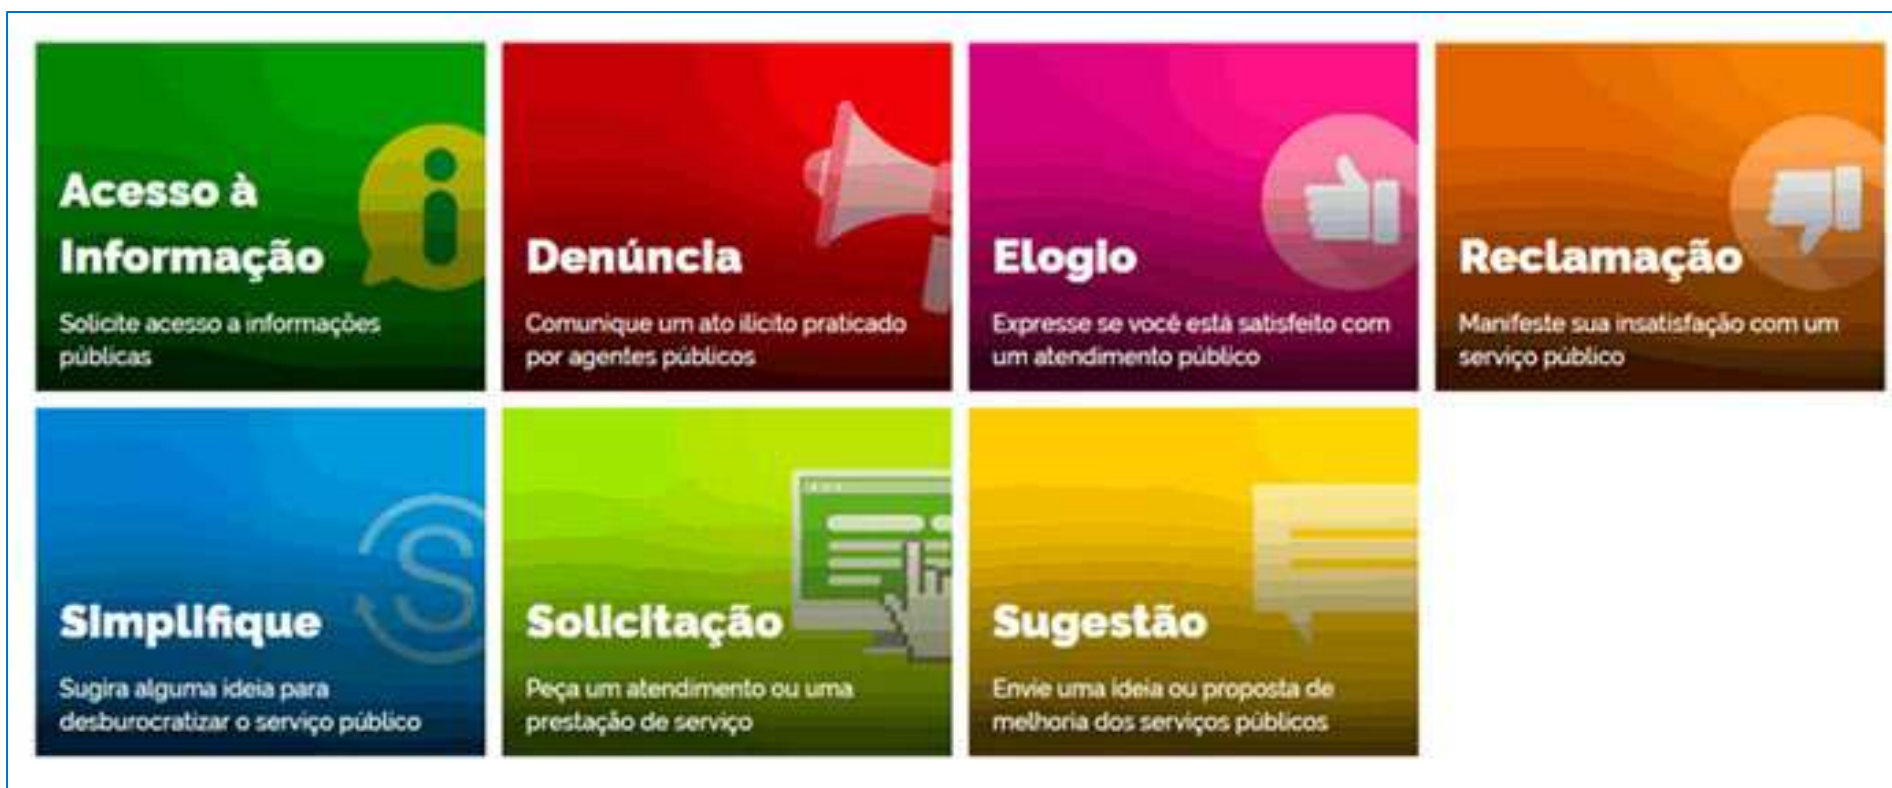 Acesso à
Informação
Solicite acesso a informações
públicas
Denúncia
Comunique um ato ilícito praticado
por agentes públicos
Elogio
Expresse se você está satisfeito com
um atendimento público
Reclamação
Manifeste sua insatisfação com um
serviço público
Simplifique
Sugira alguma ideia para
desburocratizar o serviço público
Solicitação
Peça um atendimento ou uma
prestação de serviço
Sugestão
Envie uma ideia ou proposta de
melhoria dos serviços públicos